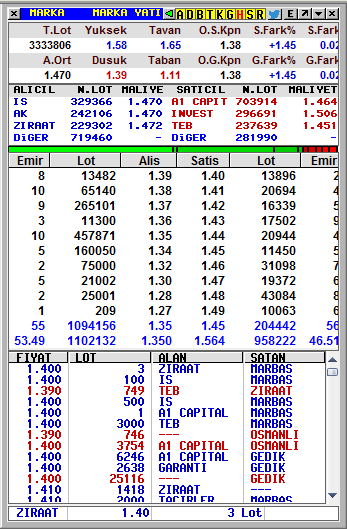 MARKA MARKA YATI A D B T K G H S R E
T.Lot Yuksek Tavan O.S.Kpn S.Fark% S.Fark
3333806 1.58 1.65 1.38 +1.45 0.02
A.Ort Dusuk Taban O.G.Kpn G.Fark% G.Fark
1.470 1.39 1.11 1.38 +1.45 0.02
ALICIL N.LOT MALIYE SATICIL N.LOT MALIYET
IS 329366 1.470 A1 CAPIT 703914 1.464
AK 242106 1.470 INVEST 296691 1.506
ZIRAAT 229302 1.472 TEB 237639 1.451
DiGER 719460 - DiGER 281990 -
Emir Lot Alis Satis Lot Emir
8 13482 1.39 1.40 13896 2
10 65140 1.38 1.41 20694 4
9 265101 1.37 1.42 16339 5
3 11300 1.36 1.43 17502 9
10 457871 1.35 1.44 20944 4
5 160050 1.34 1.45 11450 5
2 75000 1.32 1.46 31098 7
5 21002 1.30 1.47 19372 6
2 25001 1.28 1.48 43084 8
1 209 1.27 1.49 10063 6
55 1094156 1.35 1.45 204442 56
53.49 1102132 1.350 1.564 958222 46.51
FIYAT LOT ALAN SATAN
1.400 3 ZIRAAT MARBAS
1.400 100 IS MARBAS
1.390 749 TEB ZIRAAT
1.400 500 IS MARBAS
1.400 1 A1 CAPITAL MARBAS
1.400 3000 TEB MARBAS
1.390 746 --- OSMANLI
1.400 3754 A1 CAPITAL OSMANLI
1.400 6246 A1 CAPITAL GEDIK
1.400 2638 GARANTI GEDIK
1.400 25116 --- GEDIK
1.410 1418 ZIRAAT MARBAS
1.410 2000 TACIRLER MARBAS
ZIRAAT 1.40 3 Lot